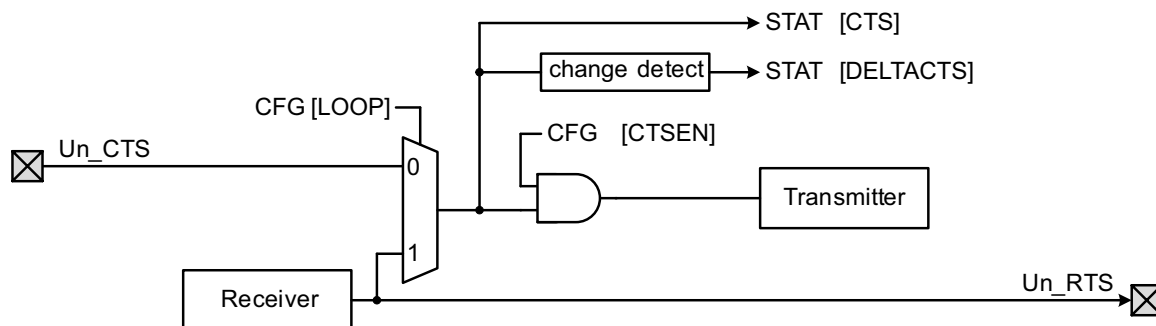 STAT [CTS]
change detect
STAT [DELTACTS]
CFG [LOOP]
CFG [CTSEN]
Un_CTS
0
Transmitter
1
Receiver
Un_RTS